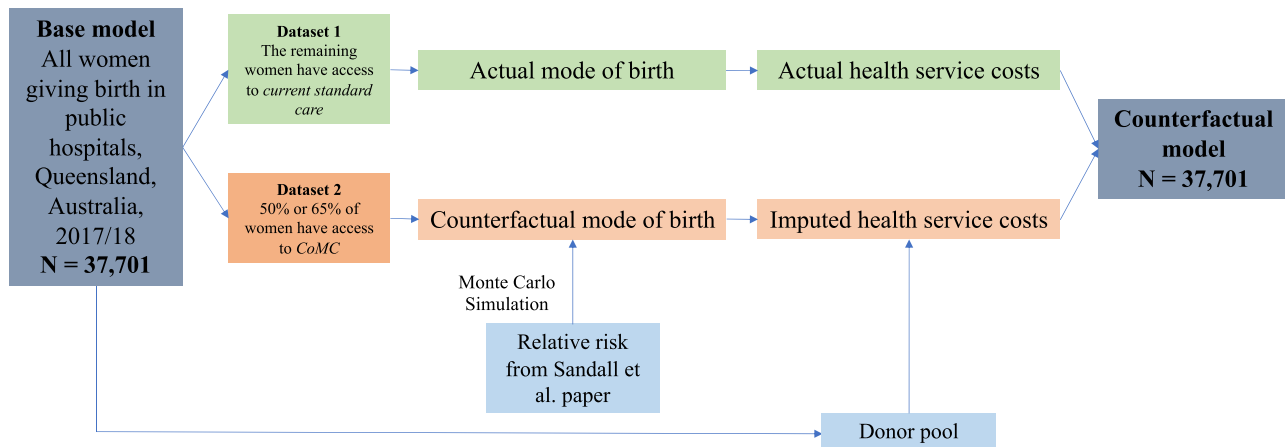 Base model
All women
giving birth in
public
hospitals,
Queensland,
Australia,
2017/18
N = 37,701
Dataset 1
The remaining
women have access
to current standard
care
Actual mode of birth
Actual health service costs
Dataset 2
50% or 65% of
women have access
to CoMC
Counterfactual mode of birth
Imputed health service costs
Counterfactual
model
N = 37,701
Monte Carlo
Simulation
Relative risk
from Sandall et
al. paper
Donor pool